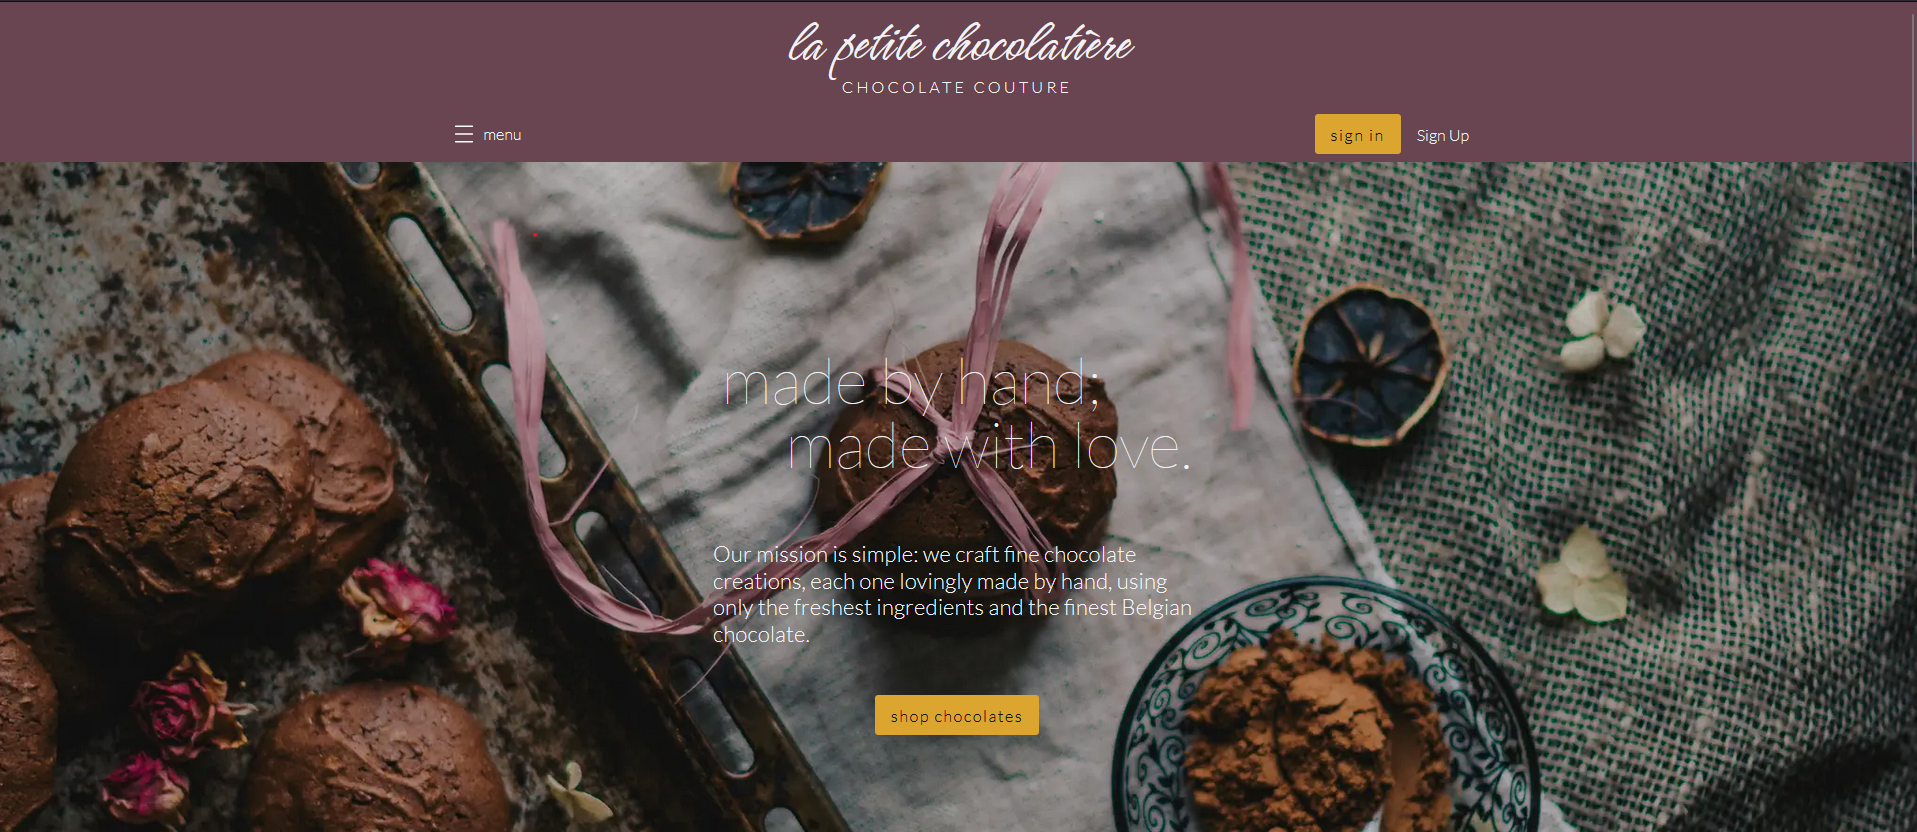 la petite chocolatière
CHOCOLATE COUTURE
menu
sign in
Sign Up
made by hand;
made with love.
Our mission is simple: we craft fine chocolate
creations, each one lovingly made by hand, using
only the freshest ingredients and the finest Belgian
chocolate.
shop chocolates